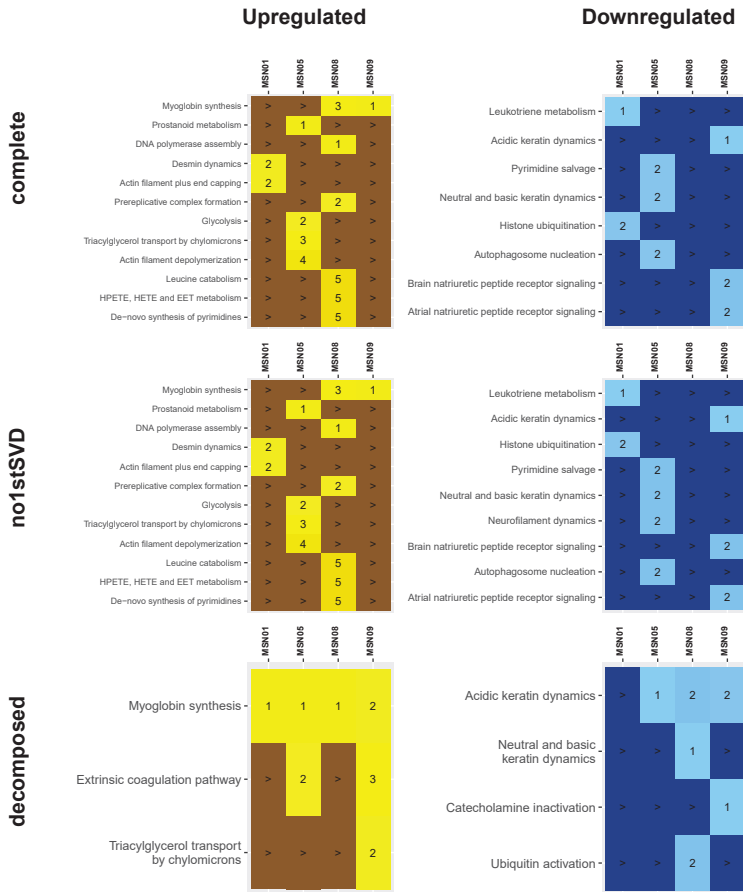 Upregulated
Downregulated
complete
MSN01 MSN05 MSN08 MSN09
Myoglobin synthesis > > 3 1
Prostanoid metabolism > 1 > >
DNA polymerase assembly > > 1 >
Desmin dynamics 2 > > >
Actin filament plus end capping 2 > > >
Prereplicative complex formation > > 2 >
Glycolysis > 2 > >
Triacylglycerol transport by chylomicrons > 3 > >
Actin filament depolymerization > 4 > >
Leucine catabolism > > 5 >
HPETE, HETE and EET metabolism > > 5 >
De-novo synthesis of pyrimidines > > 5 >
MSN01 MSN05 MSN08 MSN09
Leukotriene metabolism 1 > > >
Acidic keratin dynamics > > > 1
Pyrimidine salvage > 2 > >
Neutral and basic keratin dynamics > 2 > >
Histone ubiquitination 2 > > >
Autophagosome nucleation > 2 > >
Brain natriuretic peptide receptor signaling > > > 2
Atrial natriuretic peptide receptor signaling > > > 2
no1stSVD
MSN01 MSN05 MSN08 MSN09
Myoglobin synthesis > > 3 1
Prostanoid metabolism > 1 > >
DNA polymerase assembly > > 1 >
Desmin dynamics 2 > > >
Actin filament plus end capping 2 > > >
Prereplicative complex formation > > 2 >
Glycolysis > 2 > >
Triacylglycerol transport by chylomicrons > 3 > >
Actin filament depolymerization > 4 > >
Leucine catabolism > > 5 >
HPETE, HETE and EET metabolism > > 5 >
De-novo synthesis of pyrimidines > > 5 >
MSN01 MSN05 MSN08 MSN09
Leukotriene metabolism 1 > > >
Acidic keratin dynamics > > > 1
Histone ubiquitination 2 > > >
Pyrimidine salvage > 2 > >
Neutral and basic keratin dynamics > 2 > >
Neurofilament dynamics > 2 > >
Brain natriuretic peptide receptor signaling > > > 2
Autophagosome nucleation > 2 > >
Atrial natriuretic peptide receptor signaling > > > 2
decomposed
MSN01 MSN05 MSN08 MSN09
Myoglobin synthesis 1 1 1 2
Extrinsic coagulation pathway > 2 > 3
Triacylglycerol transport
by chylomicrons > > > 2
MSN01 MSN05 MSN08 MSN09
Acidic keratin dynamics > 1 2 2
Neutral and basic
keratin dynamics > > 1 >
Catecholamine inactivation > > > 1
Ubiquitin activation > > 2 >